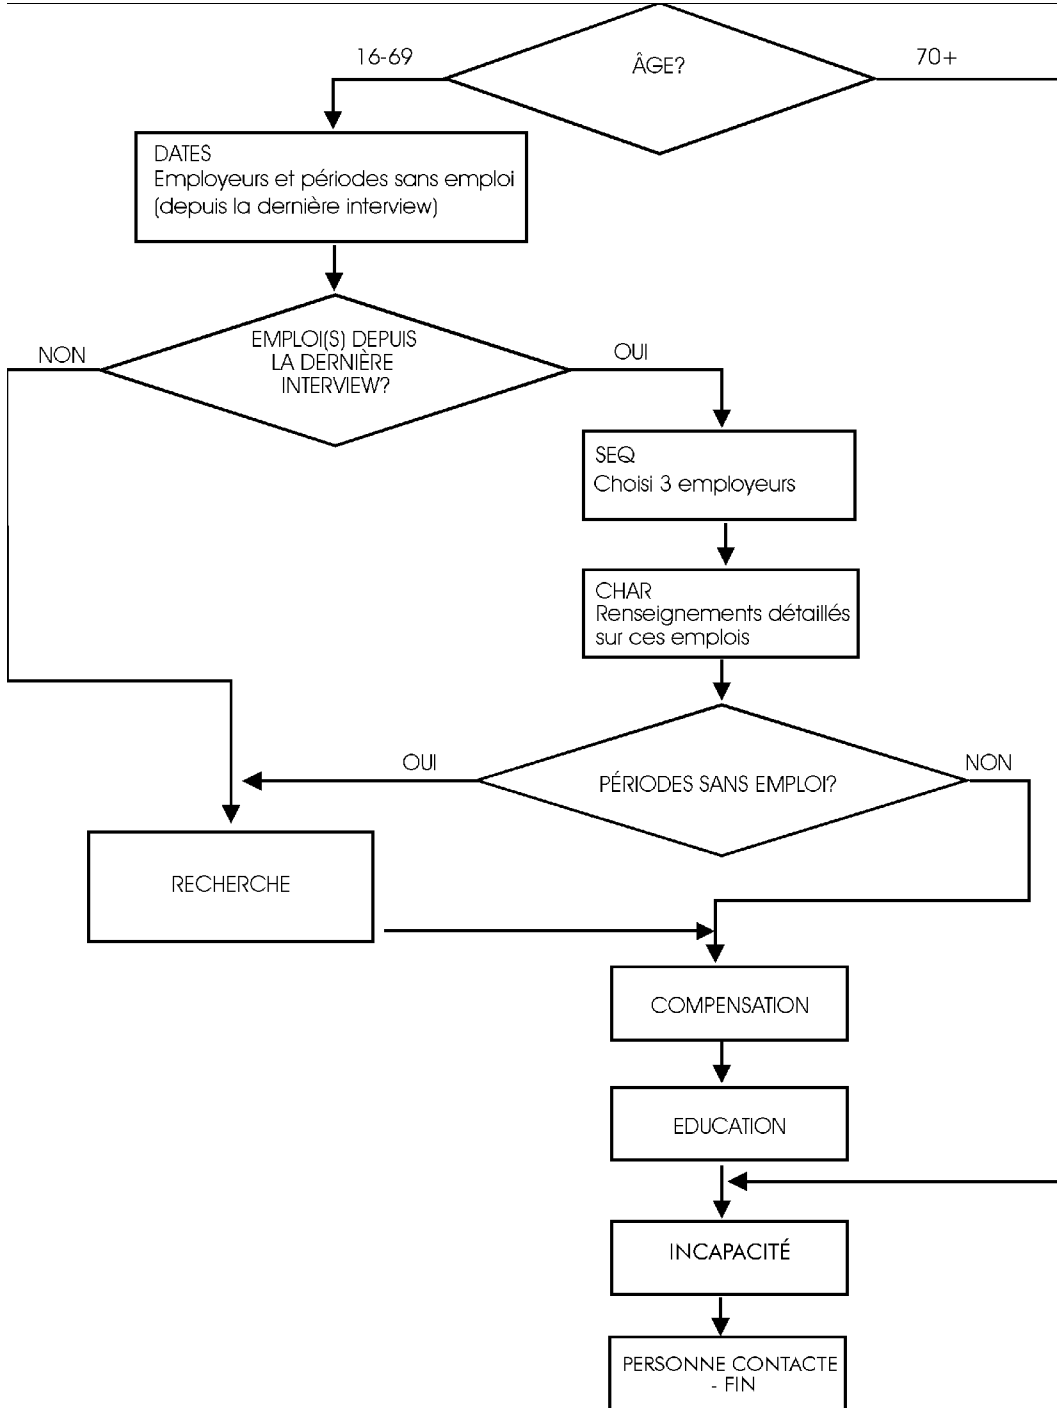 16-69
ÂGE?
70+
DATES
Employeurs et périodes sans emploi
(depuis la dernière interview)
NON
EMPLOI(S) DEPUIS
LA DERNIÈRE
INTERVIEW?
OUI
SEQ
Choisi 3 employeurs
CHAR
Renseignements détaillés
sur ces emplois
OUI
PÉRIODES SANS EMPLOI?
NON
RECHERCHE
COMPENSATION
EDUCATION
INCAPACITÉ
PERSONNE CONTACTE
- FIN